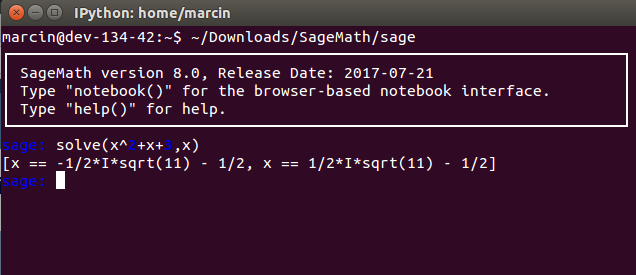 IPython: home/marcin
marcin@dev-134-42:~$ ~/Downloads/SageMath/sage
SageMath version 8.0, Release Date: 2017-07-21
Type "notebook()" for the browser-based notebook interface.
Type "help()" for help.
sage: solve(x^2+x+3,x)
[x == -1/2*I*sqrt(11) - 1/2, x == 1/2*I*sqrt(11) - 1/2]
sage: